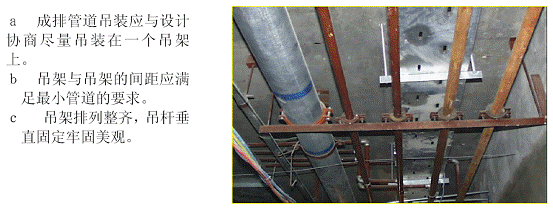 a 成排管道吊装应与设计
协商尽量吊装在一个吊架
上。
b 吊架与吊架的间距应满
足最小管道的要求。
c 吊架排列整齐，吊杆垂
直固定牢固美观。